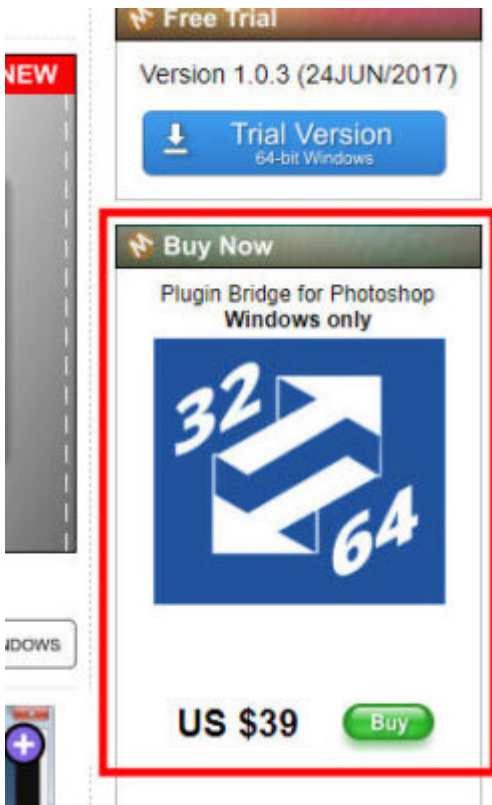 NEW
Free Trial
Version 1.0.3 (24JUN/2017)
Trial Version
64-bit Windows
Buy Now
Plugin Bridge for Photoshop
Windows only
32
64
US $39
Buy